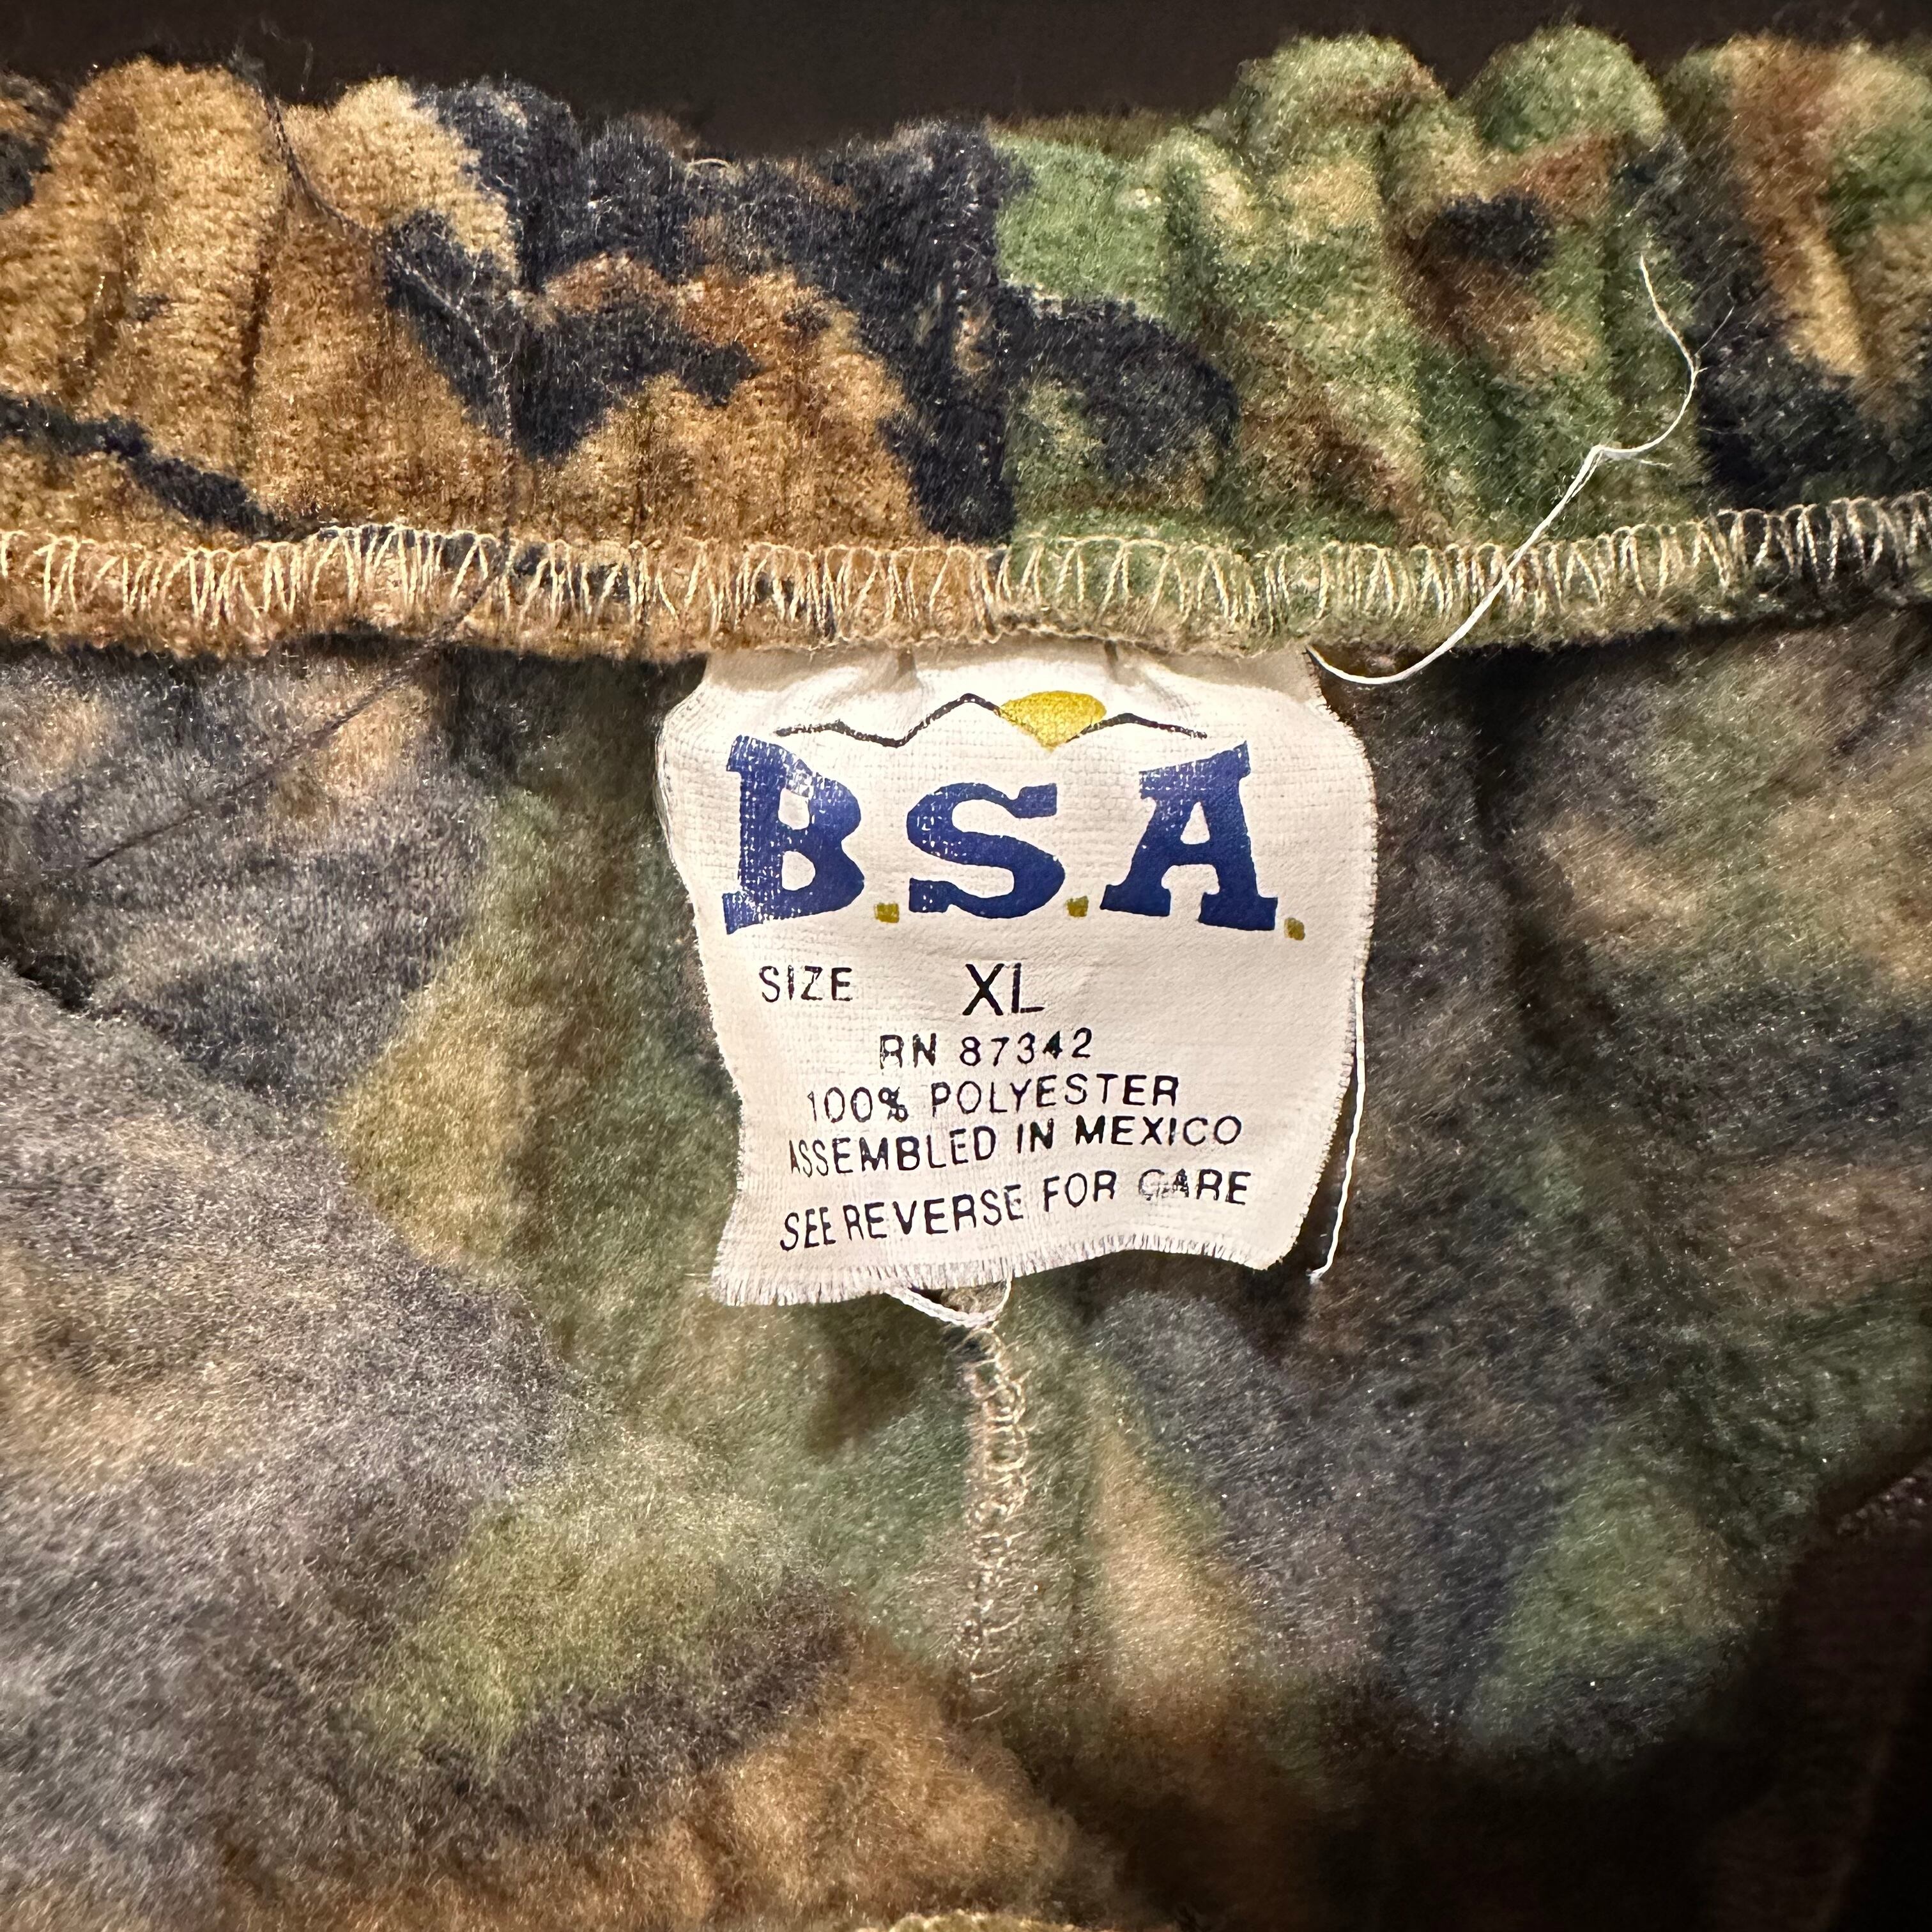 B.S.A.
SIZE XL
RN 87342
100% POLYESTER
ASSEMBLED IN MEXICO
SEE REVERSE FOR CARE